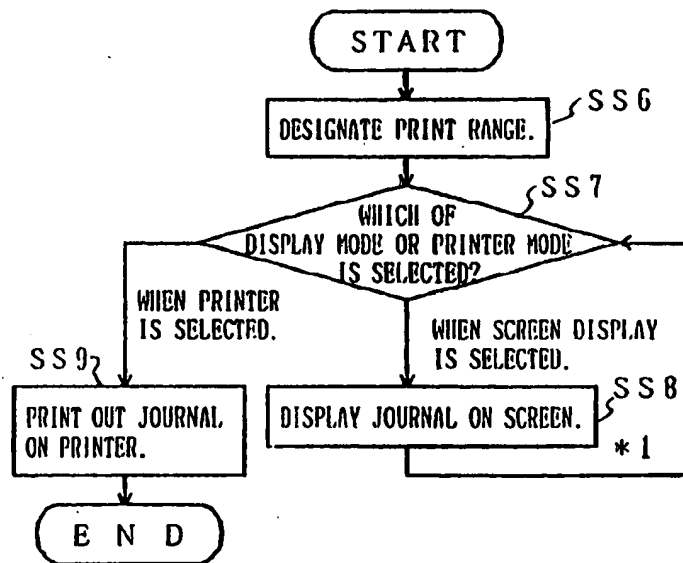 START
SS6
DESIGNATE PRINT RANGE.
SS7
WHICH OF
DISPLAY MODE OR PRINTER MODE
IS SELECTED?
WHEN PRINTER
IS SELECTED.
WHEN SCREEN DISPLAY
IS SELECTED.
SS9
SS8
PRINT OUT JOURNAL
ON PRINTER.
DISPLAY JOURNAL ON SCREEN.
*1
END